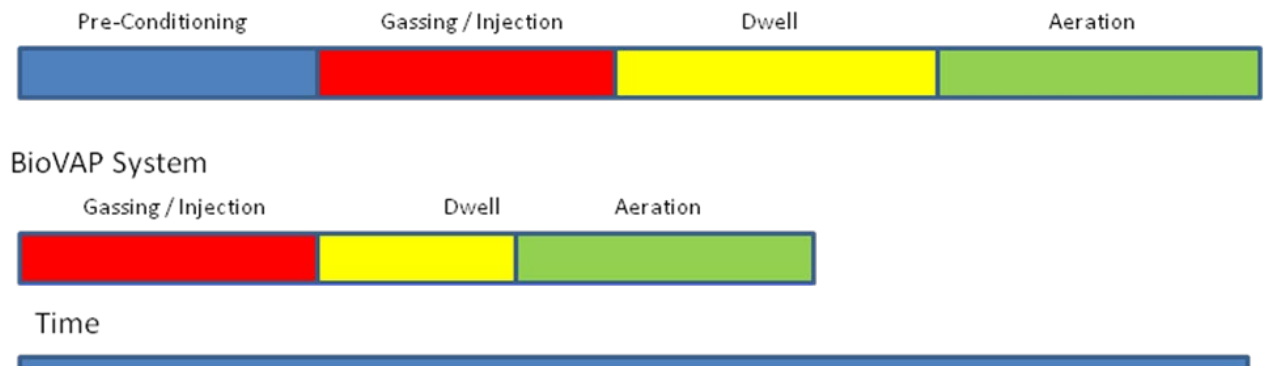 Pre-Conditioning Gassing / Injection Dwell Aeration
BioVAP System
Gassing / Injection Dwell Aeration
Time